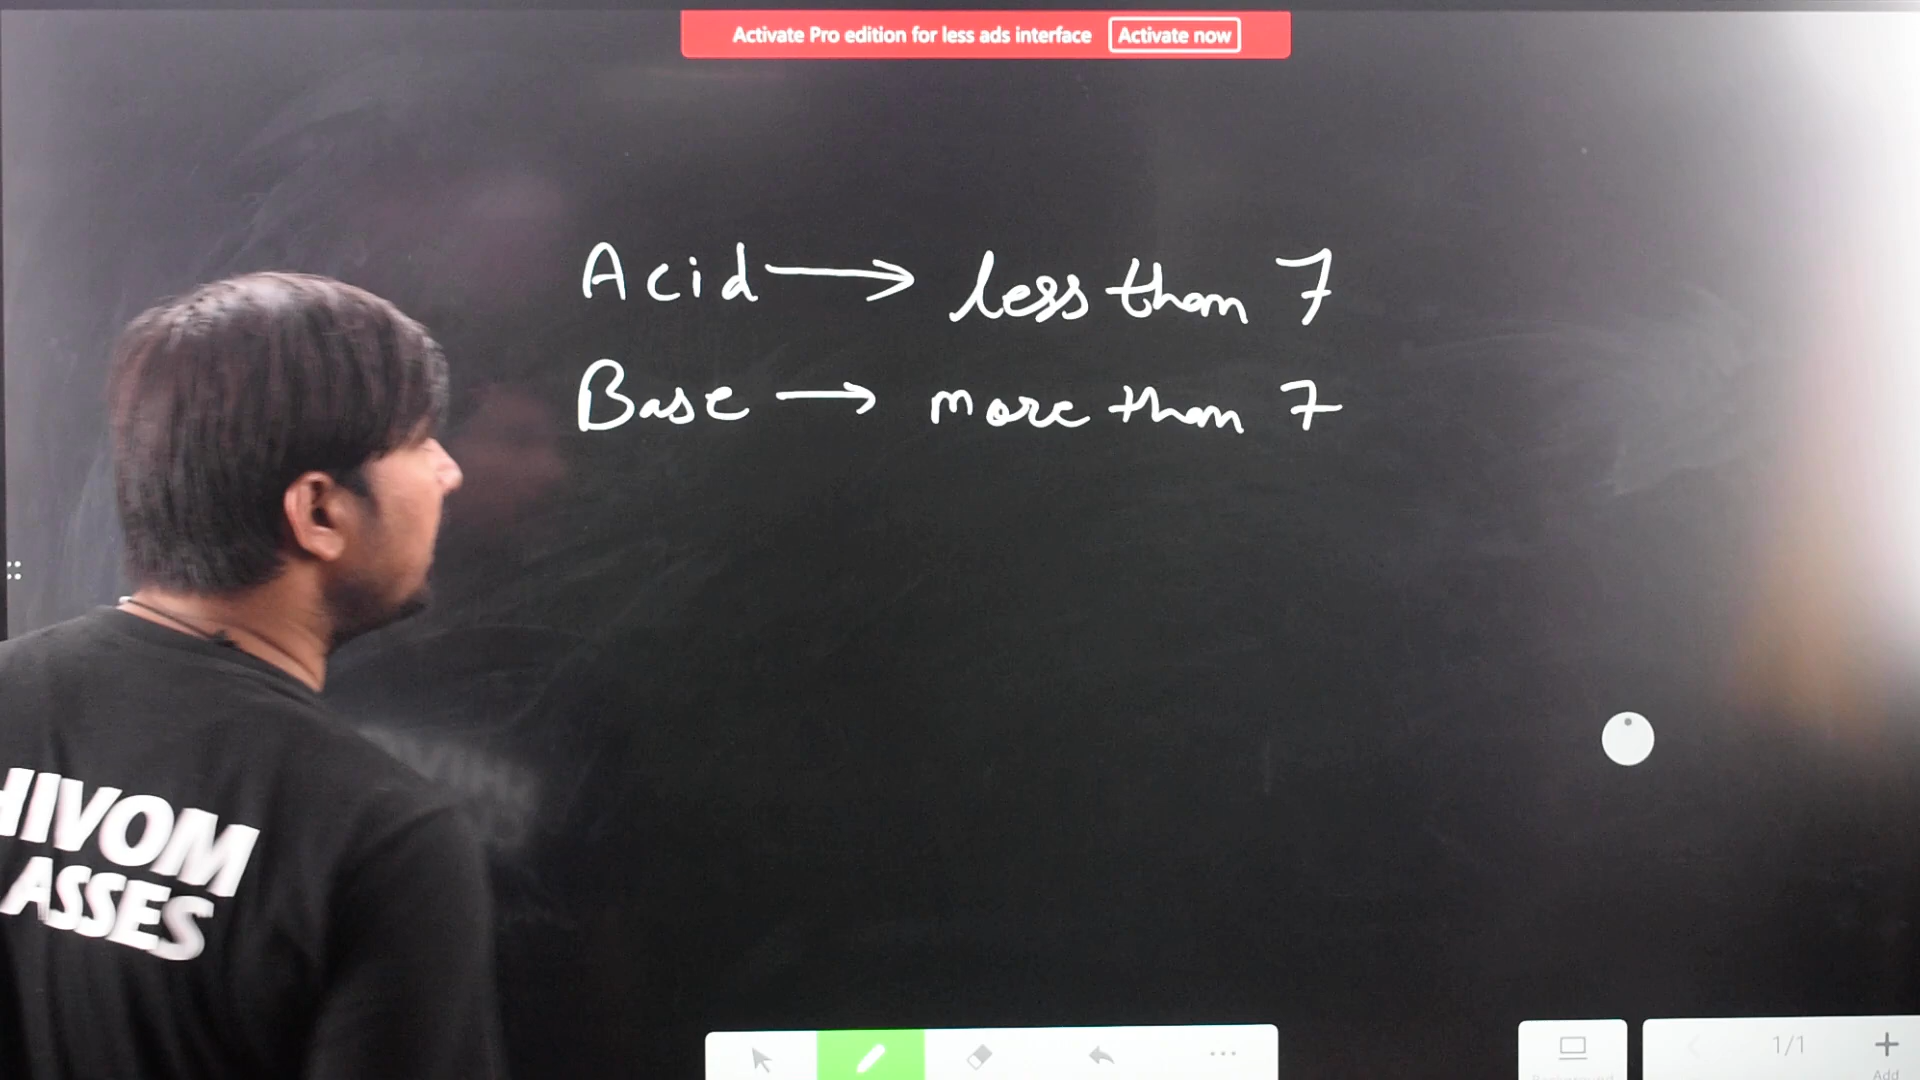 Activate Pro edition for less ads interface Activate now
Acid → less than 7
Base → more than 7
HIVOM
ASSES
1/1
Add